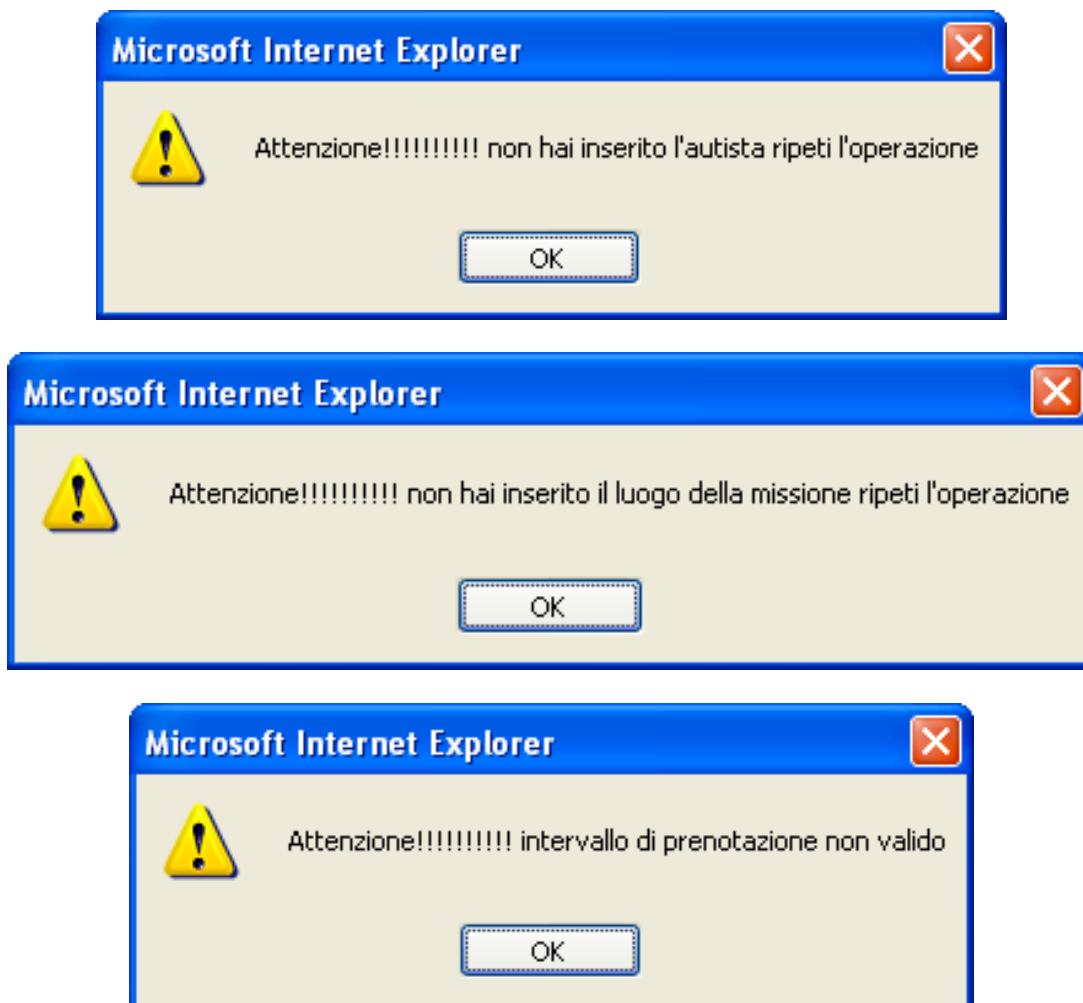 Microsoft Internet Explorer
Attenzione!!!!!!!!!! non hai inserito l'autista ripeti l'operazione
OK
Microsoft Internet Explorer
Attenzione!!!!!!!!!! non hai inserito il luogo della missione ripeti l'operazione
OK
Microsoft Internet Explorer
Attenzione!!!!!!!!!! intervallo di prenotazione non valido
OK